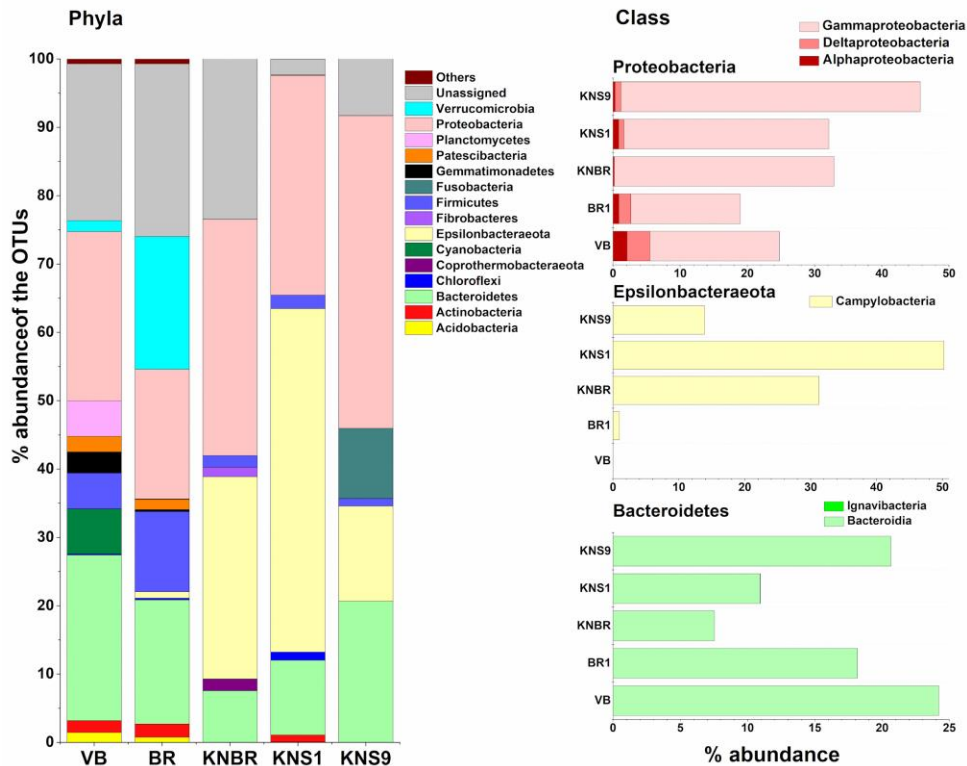 Phyla
% abundanceof the OTUs
100
90
80
70
60
50
40
30
20
10
0
VB BR KNBR KNS1 KNS9
Others
Unassigned
Verrucomicrobia
Proteobacteria
Planctomycetes
Patescibacteria
Gemmatimonadetes
Fusobacteria
Firmicutes
Fibrobacteres
Epsilonbacteraeota
Cyanobacteria
Coprothermobacteraeota
Chloroflexi
Bacteroidetes
Actinobacteria
Acidobacteria
Class
Gammaproteobacteria
Deltaproteobacteria
Alphaproteobacteria
Proteobacteria
KNS9
KNS1
KNBR
BR1
VB
0 10 20 30 40 50
Epsilonbacteraeota
Campylobacteria
KNS9
KNS1
KNBR
BR1
VB
0 10 20 30 40 50
Bacteroidetes
Ignavibacteria
Bacteroidia
KNS9
KNS1
KNBR
BR1
VB
0 5 10 15 20 25
% abundance